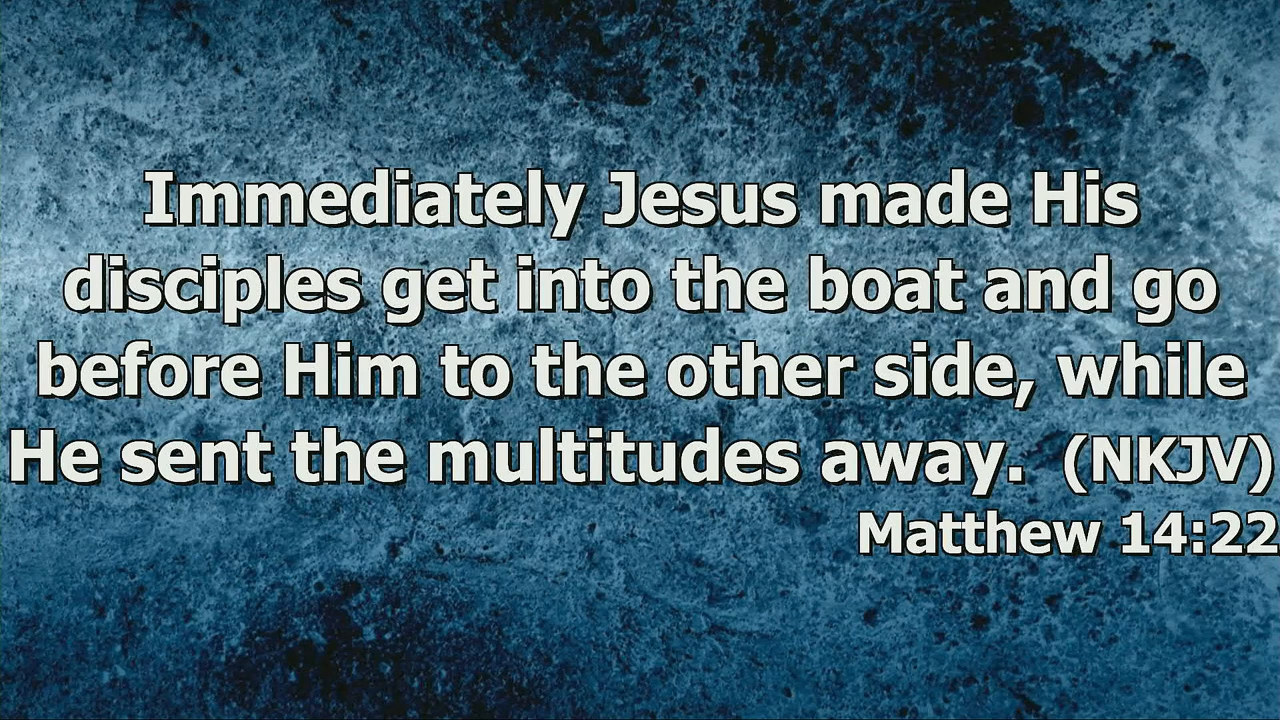 Immediately Jesus made His
disciples get into the boat and go
before Him to the other side, while
He sent the multitudes away. (NKJV)
Matthew 14:22